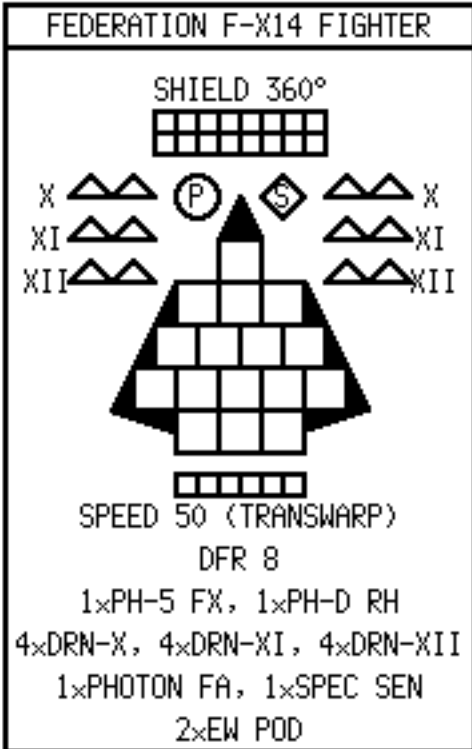 FEDERATION F-X14 FIGHTER
SHIELD 360°
X P S X
XI XI
XII XII
SPEED 50 (TRANSWARP)
DFR 8
1×PH-5 FX, 1×PH-D RH
4×DRN-X, 4×DRN-XI, 4×DRN-XII
1×PHOTON FA, 1×SPEC SEN
2×EW POD